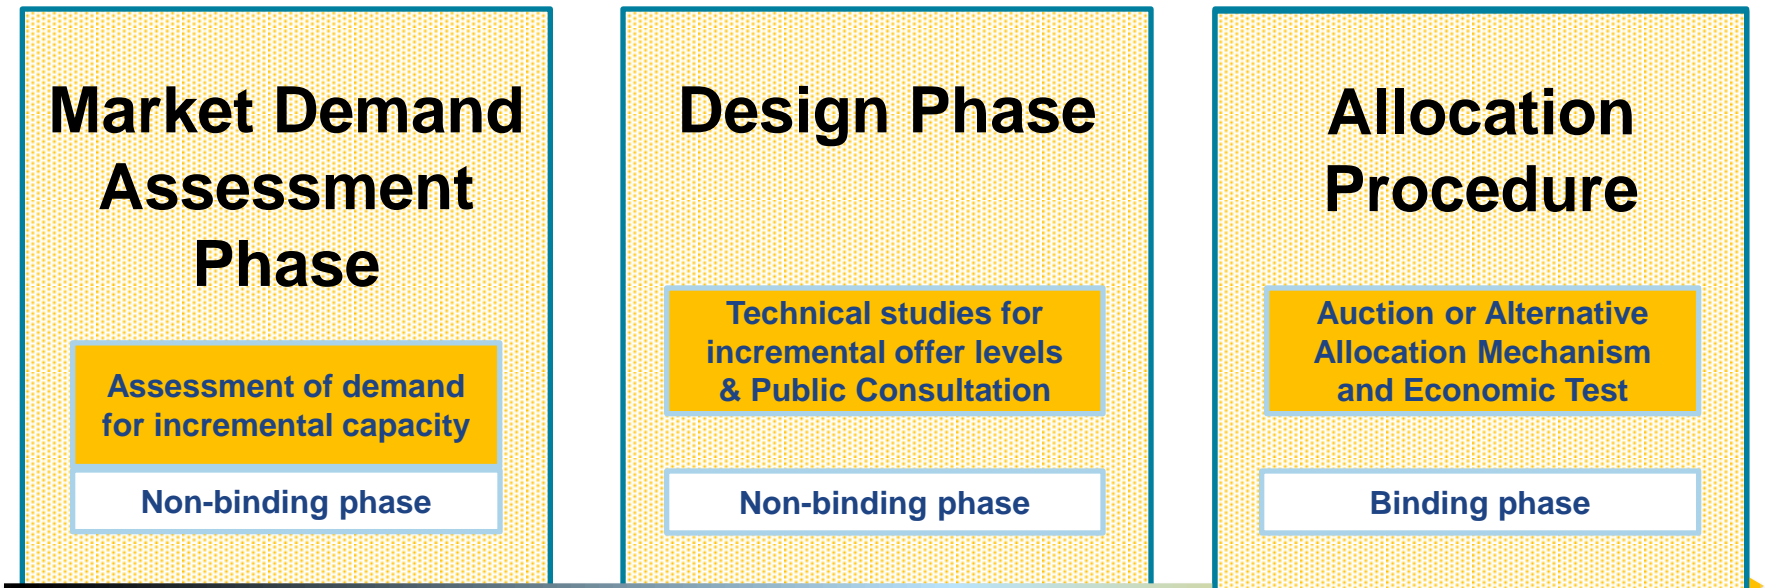 Market Demand
Assessment
Phase
Assessment of demand
for incremental capacity
Non-binding phase
Design Phase
Technical studies for
incremental offer levels
& Public Consultation
Non-binding phase
Allocation
Procedure
Auction or Alternative
Allocation Mechanism
and Economic Test
Binding phase